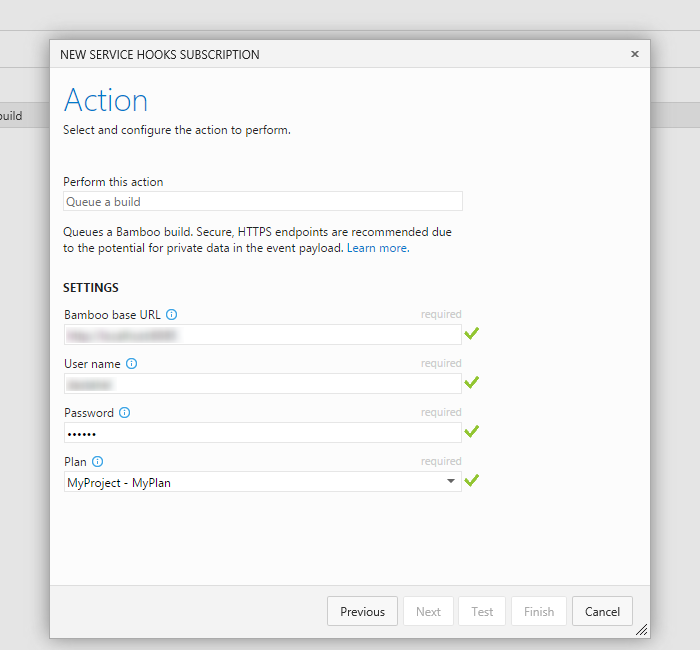 build
NEW SERVICE HOOKS SUBSCRIPTION
Action
Select and configure the action to perform.
Perform this action
Queue a build
Queues a Bamboo build. Secure, HTTPS endpoints are recommended due
to the potential for private data in the event payload. Learn more.
SETTINGS
Bamboo base URL required
User name required
Password required
••••••
Plan required
MyProject - MyPlan
Previous Next Test Finish Cancel